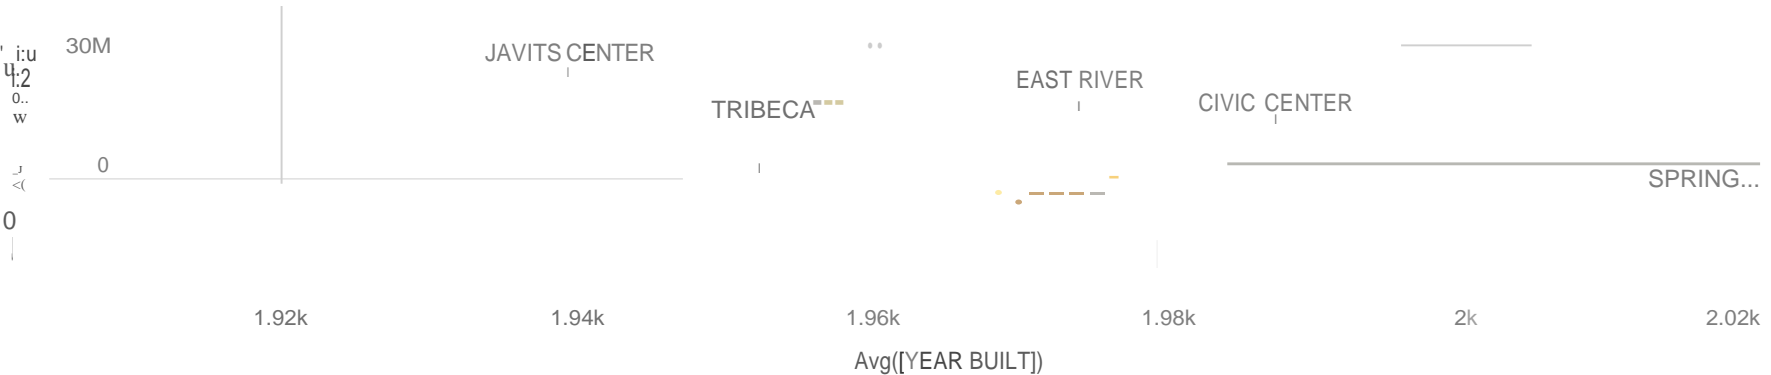 30M
JAVITS CENTER
EAST RIVER
TRIBECA
CIVIC CENTER
0
SPRING...
0
1.92k
1.94k
1.96k
1.98k
2k
2.02k
Avg([YEAR BUILT])